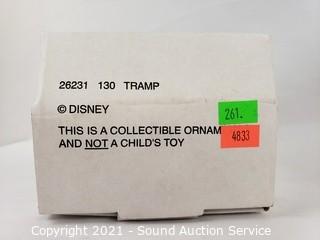 26231 130 TRAMP
© DISNEY
261.
THIS IS A COLLECTIBLE ORNAM
4833
AND NOT A CHILD'S TOY
Copyright 2021 - Sound Auction Service